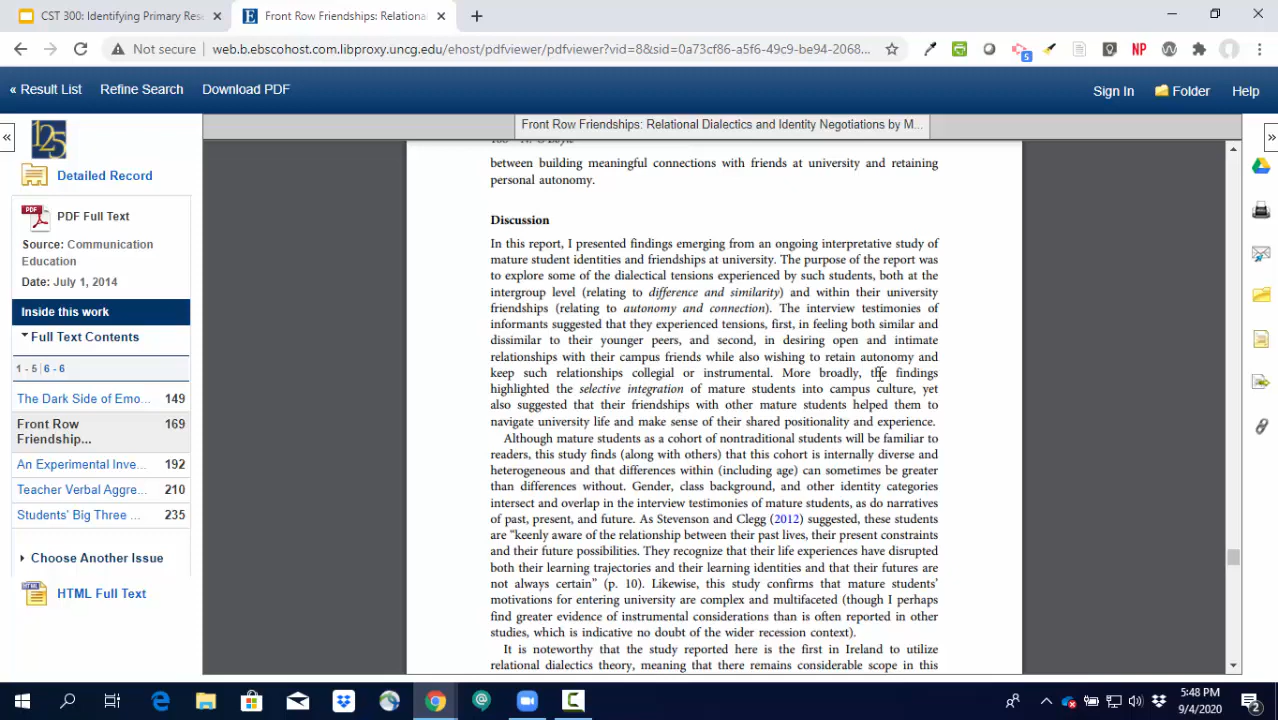 CST 300: Identifying Primary Res
Front Row Friendships: Relationa
Not secure
web.b.ebscohost.com.libproxy.uncg.edu/ehost/pdfviewer/pdfviewer?vid=8&sid=0a73cf86-a5f6-49c9-be94-2068...
5
NP
« Result List
Refine Search
Download PDF
Sign In
Folder
Help
«
125
Detailed Record
PDF
PDF Full Text
Source: Communication
Education
Date: July 1, 2014
Inside this work
Full Text Contents
1 - 5
6 - 6
The Dark Side of Emo...
149
Front Row
Friendship...
169
An Experimental Inve...
192
Teacher Verbal Aggre...
210
Students' Big Three ...
235
Choose Another Issue
HTML
HTML Full Text
Front Row Friendships: Relational Dialectics and Identity Negotiations by M...
»
between building meaningful connections with friends at university and retaining
personal autonomy.
Discussion
In this report, I presented findings emerging from an ongoing interpretative study of
mature student identities and friendships at university. The purpose of the report was
to explore some of the dialectical tensions experienced by such students, both at the
intergroup level (relating to difference and similarity) and within their university
friendships (relating to autonomy and connection). The interview testimonies of
informants suggested that they experienced tensions, first, in feeling both similar and
dissimilar to their younger peers, and second, in desiring open and intimate
relationships with their campus friends while also wishing to retain autonomy and
keep such relationships collegial or instrumental. More broadly, the findings
highlighted the selective integration of mature students into campus culture, yet
also suggested that their friendships with other mature students helped them to
navigate university life and make sense of their shared positionality and experience.
Although mature students as a cohort of nontraditional students will be familiar to
readers, this study finds (along with others) that this cohort is internally diverse and
heterogeneous and that differences within (including age) can sometimes be greater
than differences without. Gender, class background, and other identity categories
intersect and overlap in the interview testimonies of mature students, as do narratives
of past, present, and future. As Stevenson and Clegg (2012) suggested, these students
are “keenly aware of the relationship between their past lives, their present constraints
and their future possibilities. They recognize that their life experiences have disrupted
both their learning trajectories and their learning identities and that their futures are
not always certain” (p. 10). Likewise, this study confirms that mature students’
motivations for entering university are complex and multifaceted (though I perhaps
find greater evidence of instrumental considerations than is often reported in other
studies, which is indicative no doubt of the wider recession context).
It is noteworthy that the study reported here is the first in Ireland to utilize
relational dialectics theory, meaning that there remains considerable scope in this
5:48 PM
9/4/2020
2